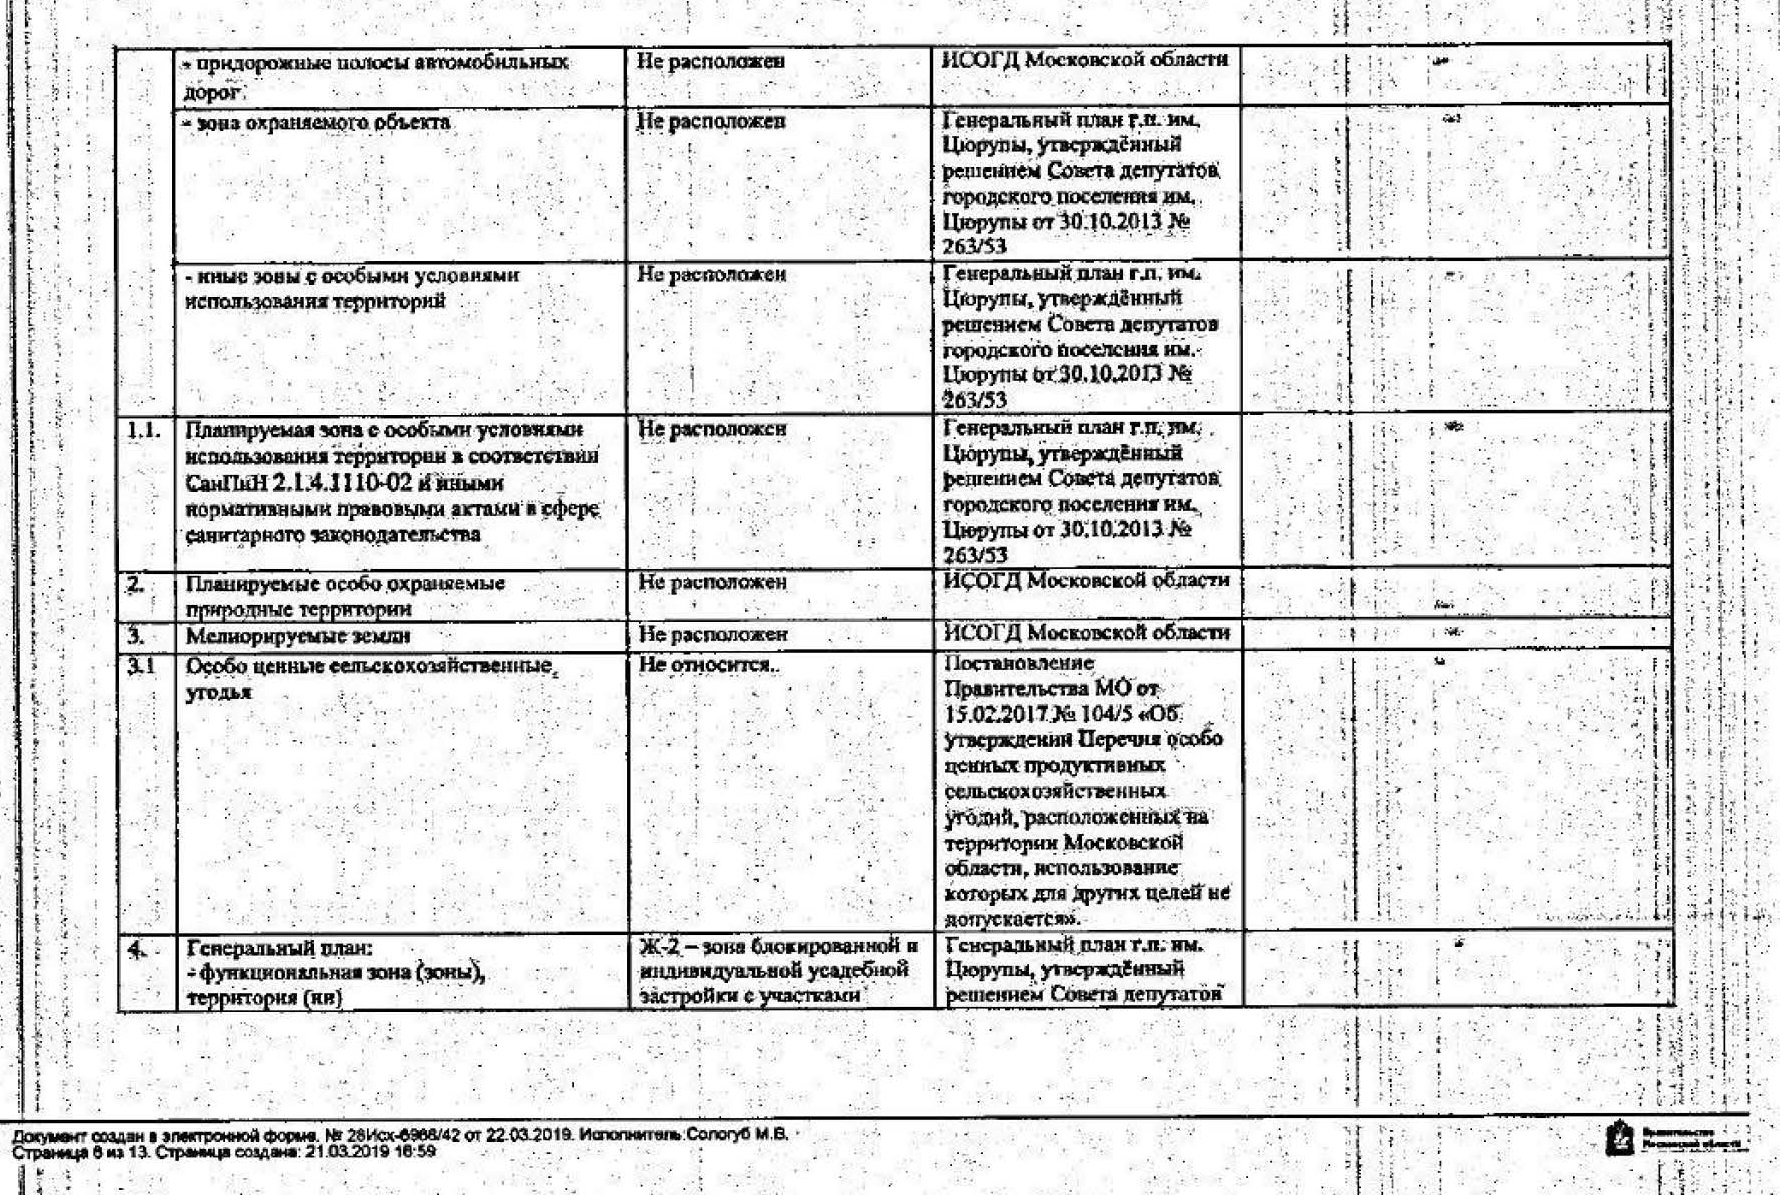 - придорожные полосы автомобильных
дорог.
Не расположен
ИСОГД Московской области
-
- зона охраняемого объекта
Не расположен
Генеральный план г.п. им.
Цюрупы, утверждённый
решением Совета депутатов
городского поселения им.
Цюрупы от 30.10.2013 №
263/53
-
- иные зоны с особыми условиями
использования территорий
Не расположен
Генеральный план г.п. им.
Цюрупы, утверждённый
решением Совета депутатов
городского поселения им.
Цюрупы от 30.10.2013 №
263/53
-
1.1.
Планируемая зона с особыми условиями
использования территории в соответствии
СанПиН 2.1.4.1110-02 и иными
нормативными правовыми актами в сфере
санитарного законодательства
Не расположен
Генеральный план г.п. им.
Цюрупы, утверждённый
решением Совета депутатов
городского поселения им.
Цюрупы от 30.10.2013 №
263/53
-
2.
Планируемые особо охраняемые
природные территории
Не расположен
ИСОГД Московской области
-
3.
Мелиорируемые земли
Не расположен
ИСОГД Московской области
-
3.1
Особо ценные сельскохозяйственные
угодья
Не относится.
Постановление
Правительства МО от
15.02.2017 № 104/5 «Об
утверждении Перечня особо
ценных продуктивных
сельскохозяйственных
угодий, расположенных на
территории Московской
области, использование
которых для других целей не
допускается».
-
4.
Генеральный план:
- функциональная зона (зоны),
территория (ии)
Ж-2 – зона блокированной и
индивидуальной усадебной
застройки с участками
Генеральный план г.п. им.
Цюрупы, утверждённый
решением Совета депутатов
-
Документ создан в электронной форме. № 28Исх-6966/42 от 22.03.2019. Исполнитель:Сологуб М.В.
Страница 6 из 13. Страница создана: 21.03.2019 16:59
Правительство
Московской области